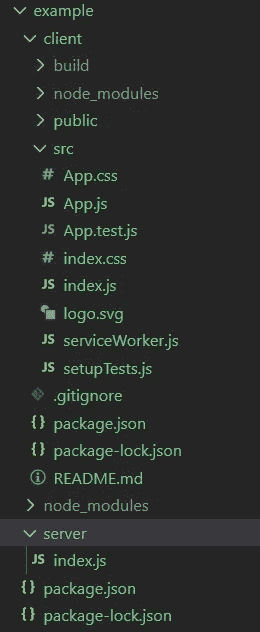 example
client
build
node_modules
public
src
# App.css
JS App.js
JS App.test.js
# index.css
JS index.js
logo.svg
JS serviceWorker.js
JS setupTests.js
.gitignore
{} package.json
{} package-lock.json
README.md
node_modules
server
JS index.js
{} package.json
{} package-lock.json